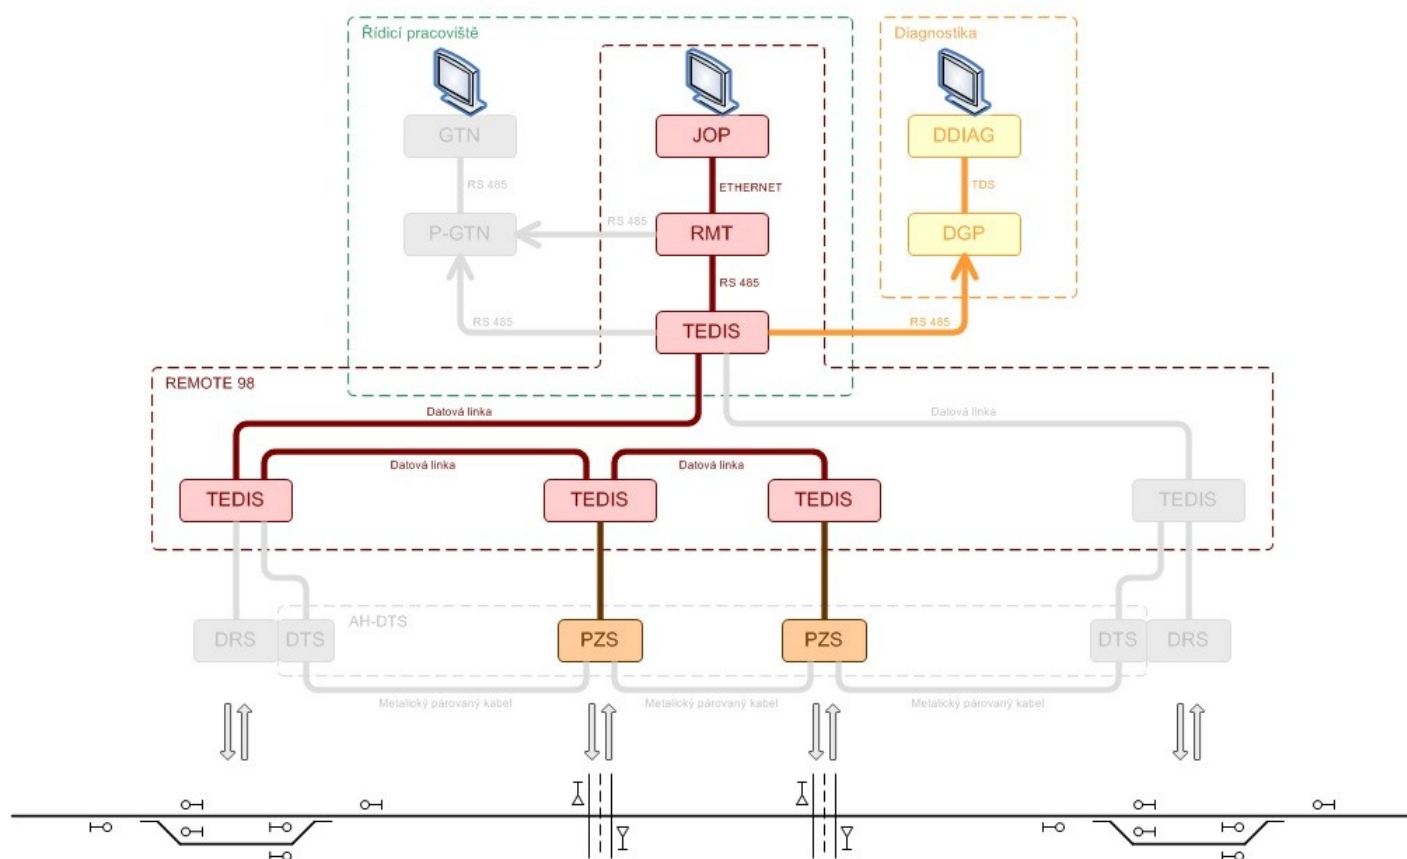 Řídicí pracoviště
Diagnostika
GTN
JOP
DDIAG
RS 485
ETHERNET
TDS
P-GTN
RS 485
RMT
DGP
RS 485
RS 485
TEDIS
RS 485
REMOTE 98
Datová linka
Datová linka
Datová linka
Datová linka
TEDIS
TEDIS
TEDIS
TEDIS
AH-DTS
DRS
DTS
PZS
PZS
DTS
DRS
Metalický párovaný kabel
Metalický párovaný kabel
Metalický párovaný kabel